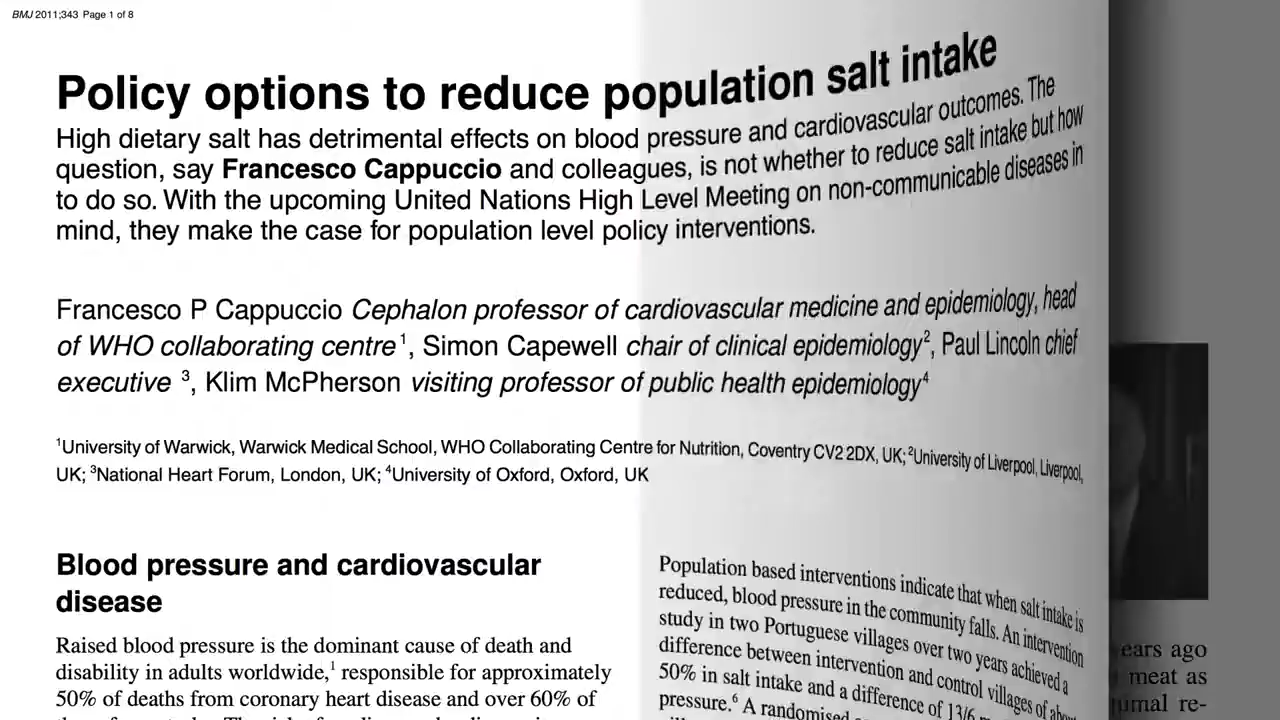 BMJ 2011;343 Page 1 of 8
Policy options to reduce population salt intake
High dietary salt has detrimental effects on blood pressure and cardiovascular outcomes. The
question, say Francesco Cappuccio and colleagues, is not whether to reduce salt intake but how
to do so. With the upcoming United Nations High Level Meeting on non-communicable diseases in
mind, they make the case for population level policy interventions.
Francesco P Cappuccio Cephalon professor of cardiovascular medicine and epidemiology, head
of WHO collaborating centre¹, Simon Capewell chair of clinical epidemiology², Paul Lincoln chief
executive ³, Klim McPherson visiting professor of public health epidemiology⁴
¹University of Warwick, Warwick Medical School, WHO Collaborating Centre for Nutrition, Coventry CV2 2DX, UK; ²University of Liverpool, Liverpool,
UK; ³National Heart Forum, London, UK; ⁴University of Oxford, Oxford, UK
Blood pressure and cardiovascular
disease
Raised blood pressure is the dominant cause of death and
disability in adults worldwide,¹ responsible for approximately
50% of deaths from coronary heart disease and over 60% of
Population based interventions indicate that when salt intake is
reduced, blood pressure in the community falls. An intervention
study in two Portuguese villages over two years achieved a
difference between intervention and control villages of about
50% in salt intake and a difference of 13/6
pressure.⁶ A randomised
ears ago
meat as
umal re-